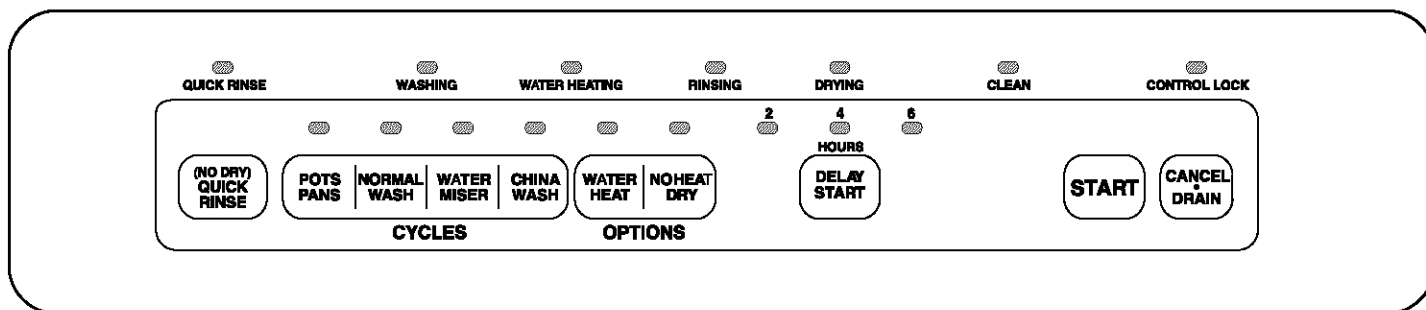 QUICK RINSE WASHING WATER HEATING RINSING DRYING CLEAN CONTROL LOCK
2 4 6
HOURS
(NO DRY)
QUICK
RINSE
POTS
PANS
NORMAL
WASH
WATER
MISER
CHINA
WASH
WATER
HEAT
NO HEAT
DRY
DELAY
START
START
CANCEL
•
DRAIN
CYCLES OPTIONS